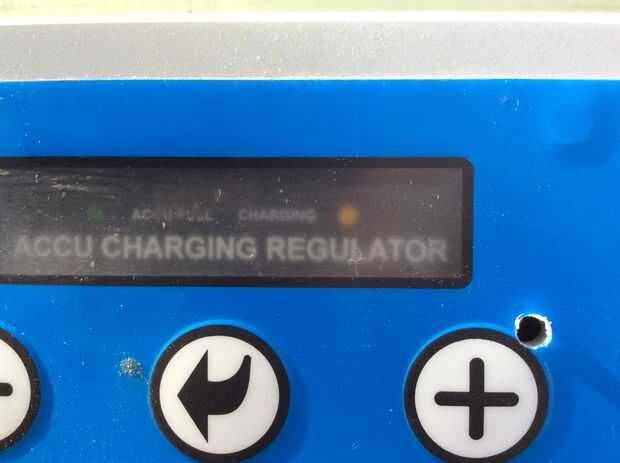 ACCU FULL CHARGING
ACCU CHARGING REGULATOR
- +